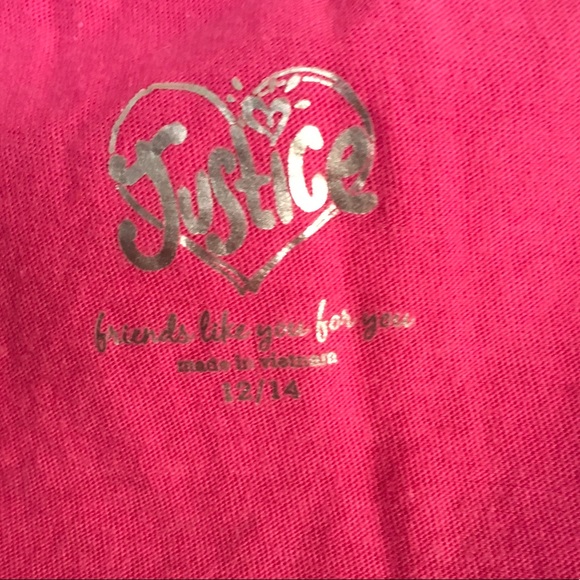 Justice
friends like you for you
made in vietnam
12/14